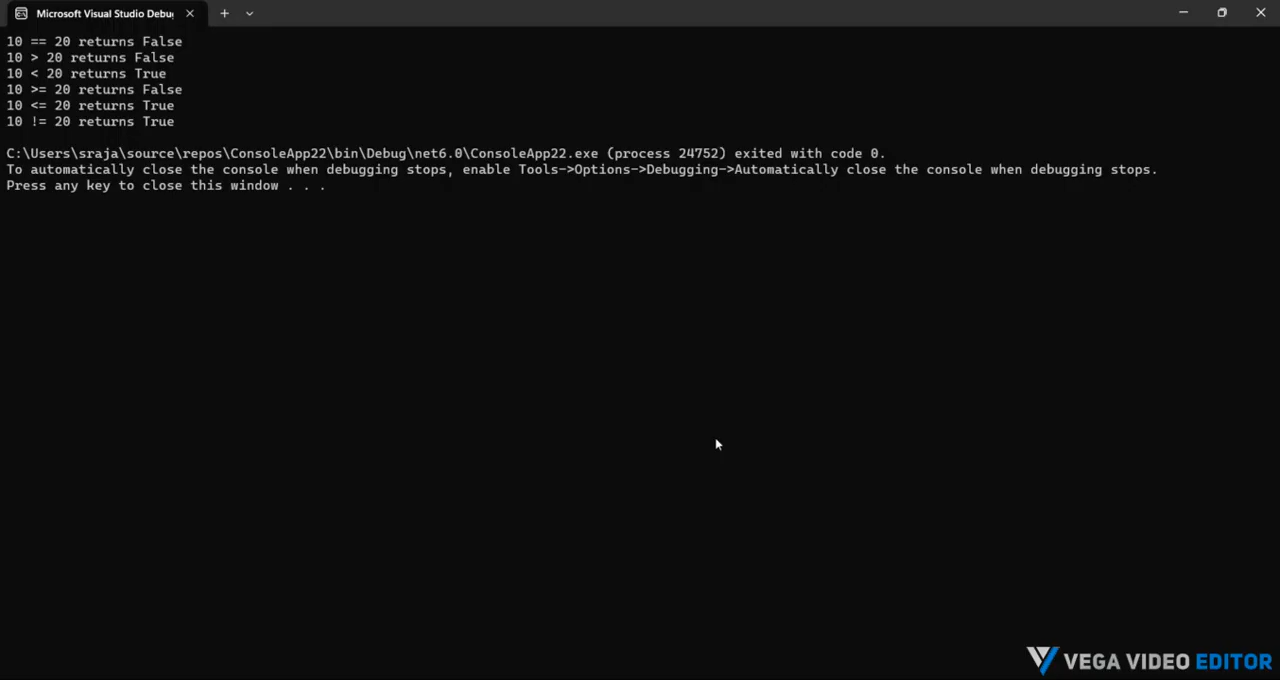 Microsoft Visual Studio Debu
10 == 20 returns False
10 > 20 returns False
10 < 20 returns True
10 >= 20 returns False
10 <= 20 returns True
10 != 20 returns True
C:\Users\sraja\source\repos\ConsoleApp22\bin\Debug\net6.0\ConsoleApp22.exe (process 24752) exited with code 0.
To automatically close the console when debugging stops, enable Tools->Options->Debugging->Automatically close the console when debugging stops.
Press any key to close this window . . .
VEGA VIDEO EDITOR